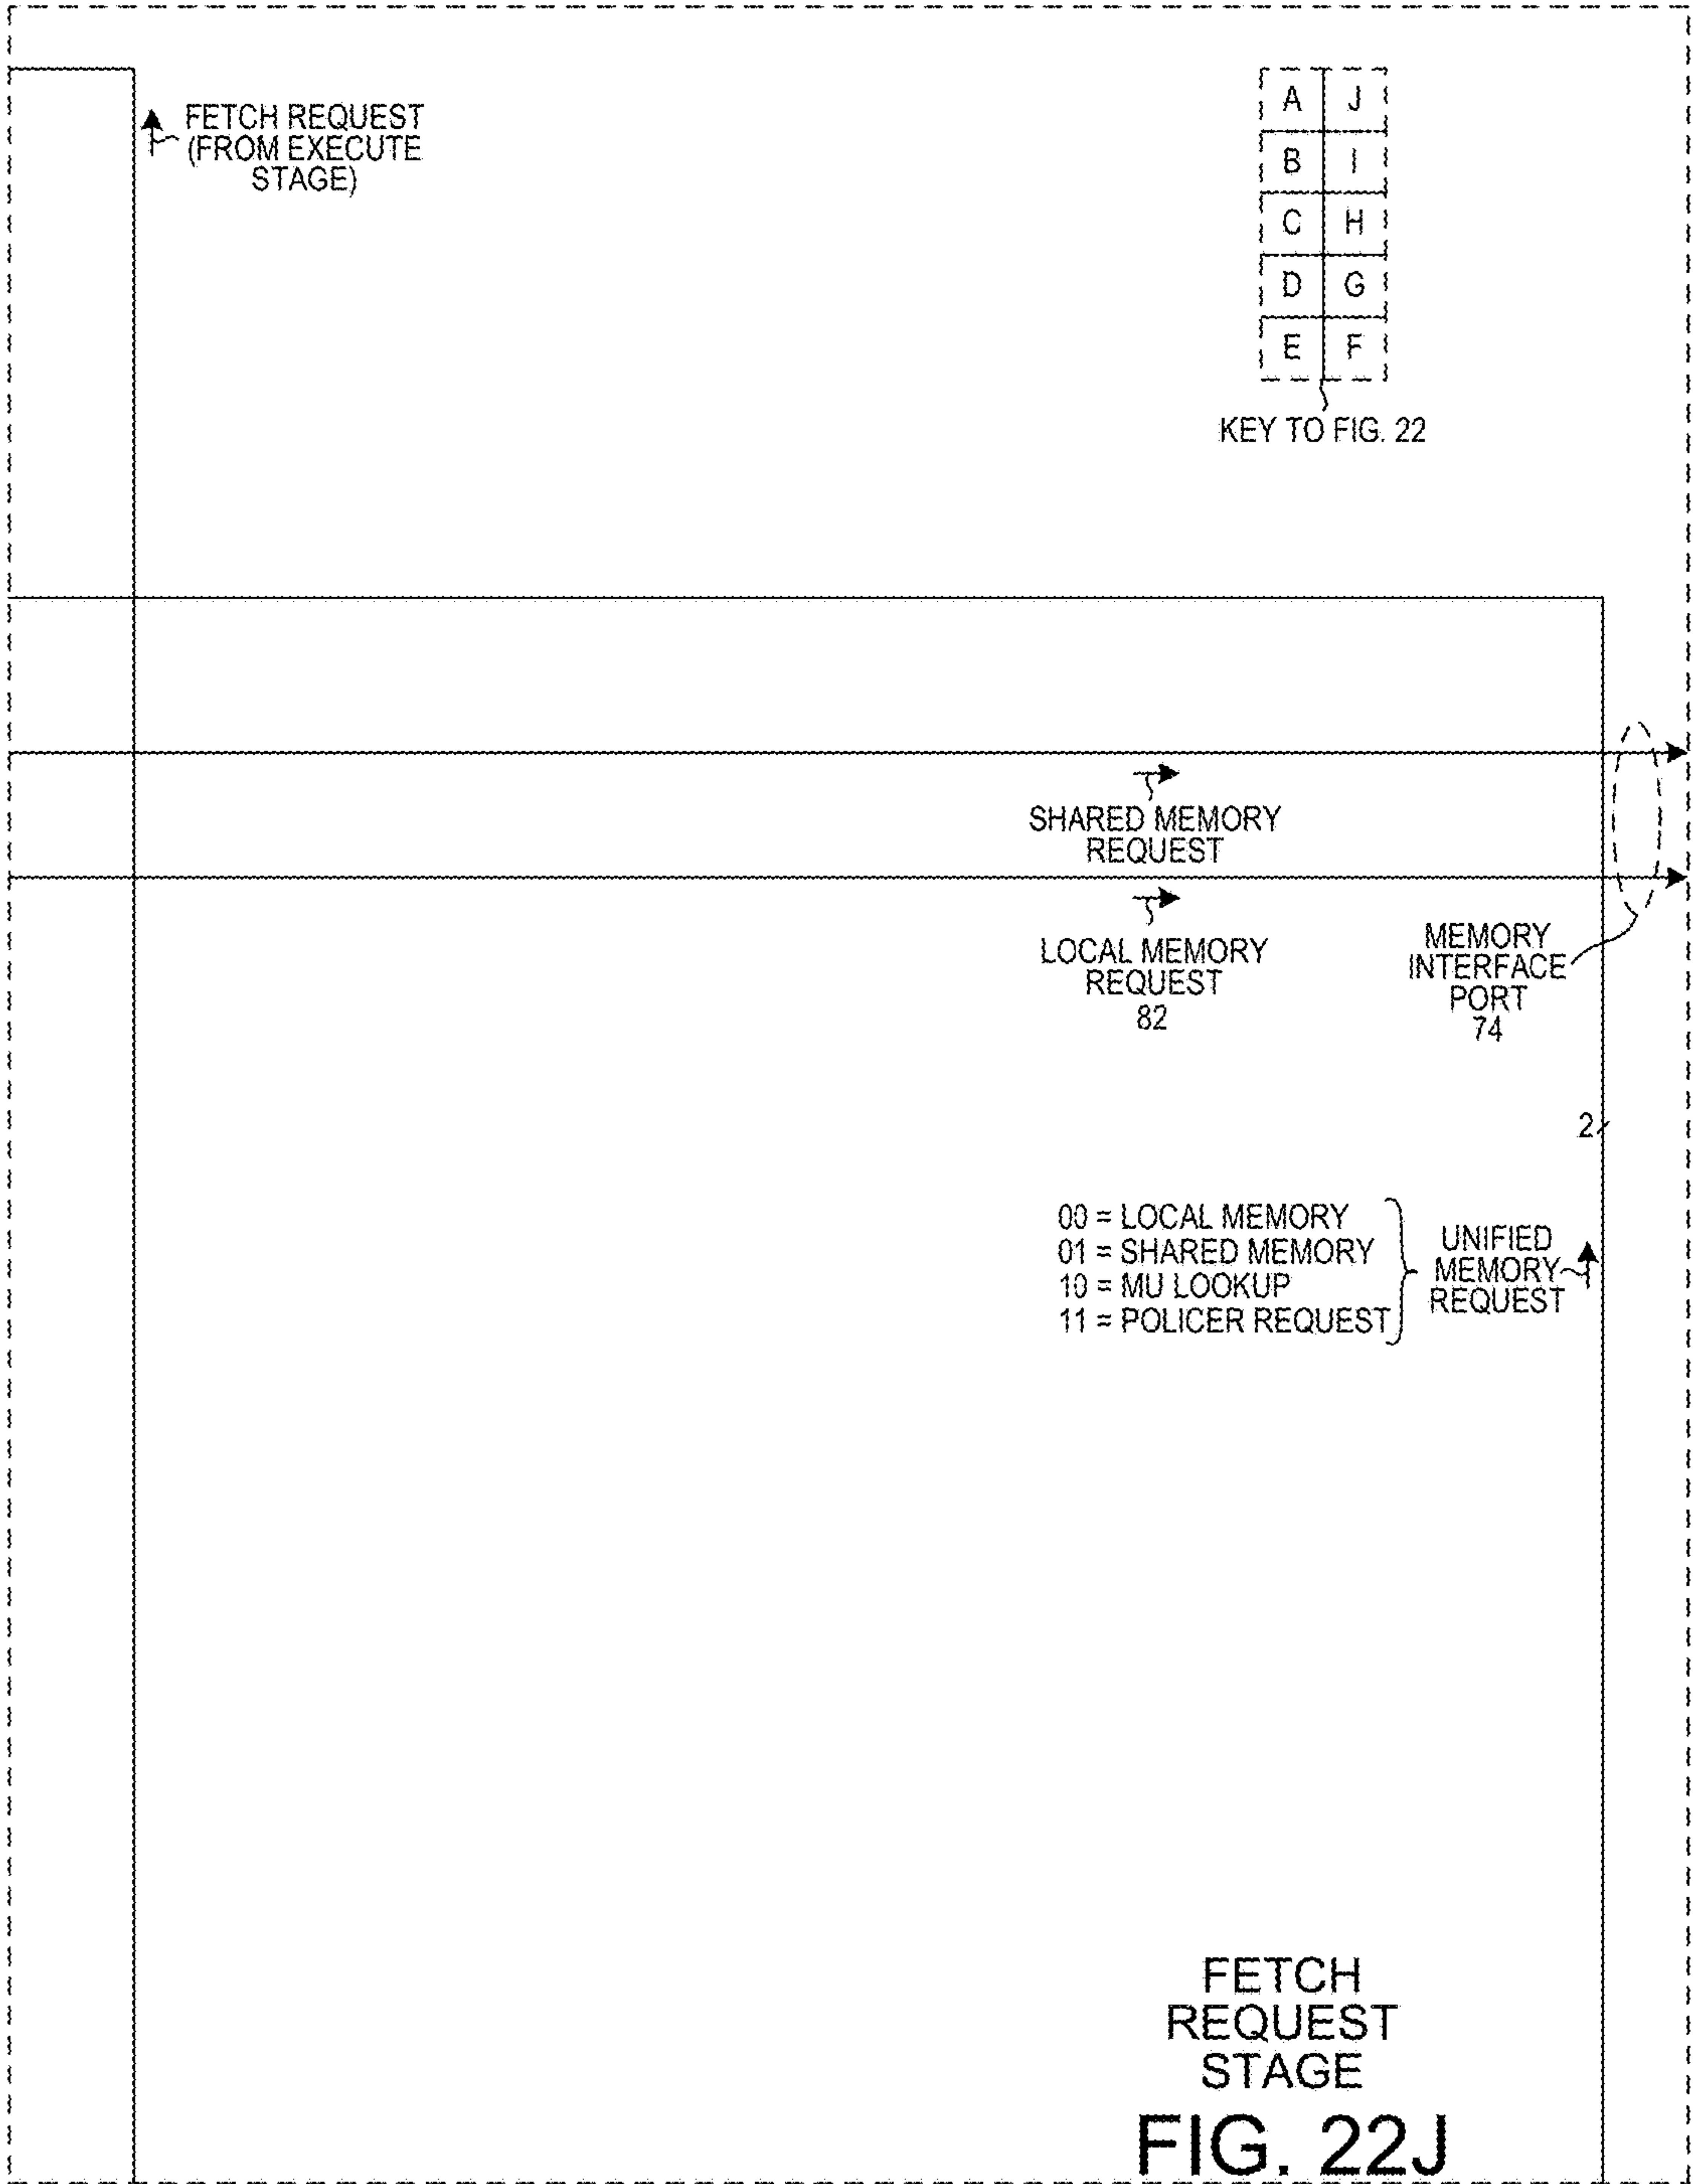 FETCH REQUEST
(FROM EXECUTE
STAGE)
A J
B I
C H
D G
E F
KEY TO FIG. 22
SHARED MEMORY
REQUEST
LOCAL MEMORY
REQUEST
82
MEMORY
INTERFACE
PORT
74
2
00 = LOCAL MEMORY
01 = SHARED MEMORY
10 = MU LOOKUP
11 = POLICER REQUEST
UNIFIED
MEMORY
REQUEST
FETCH
REQUEST
STAGE
FIG. 22J